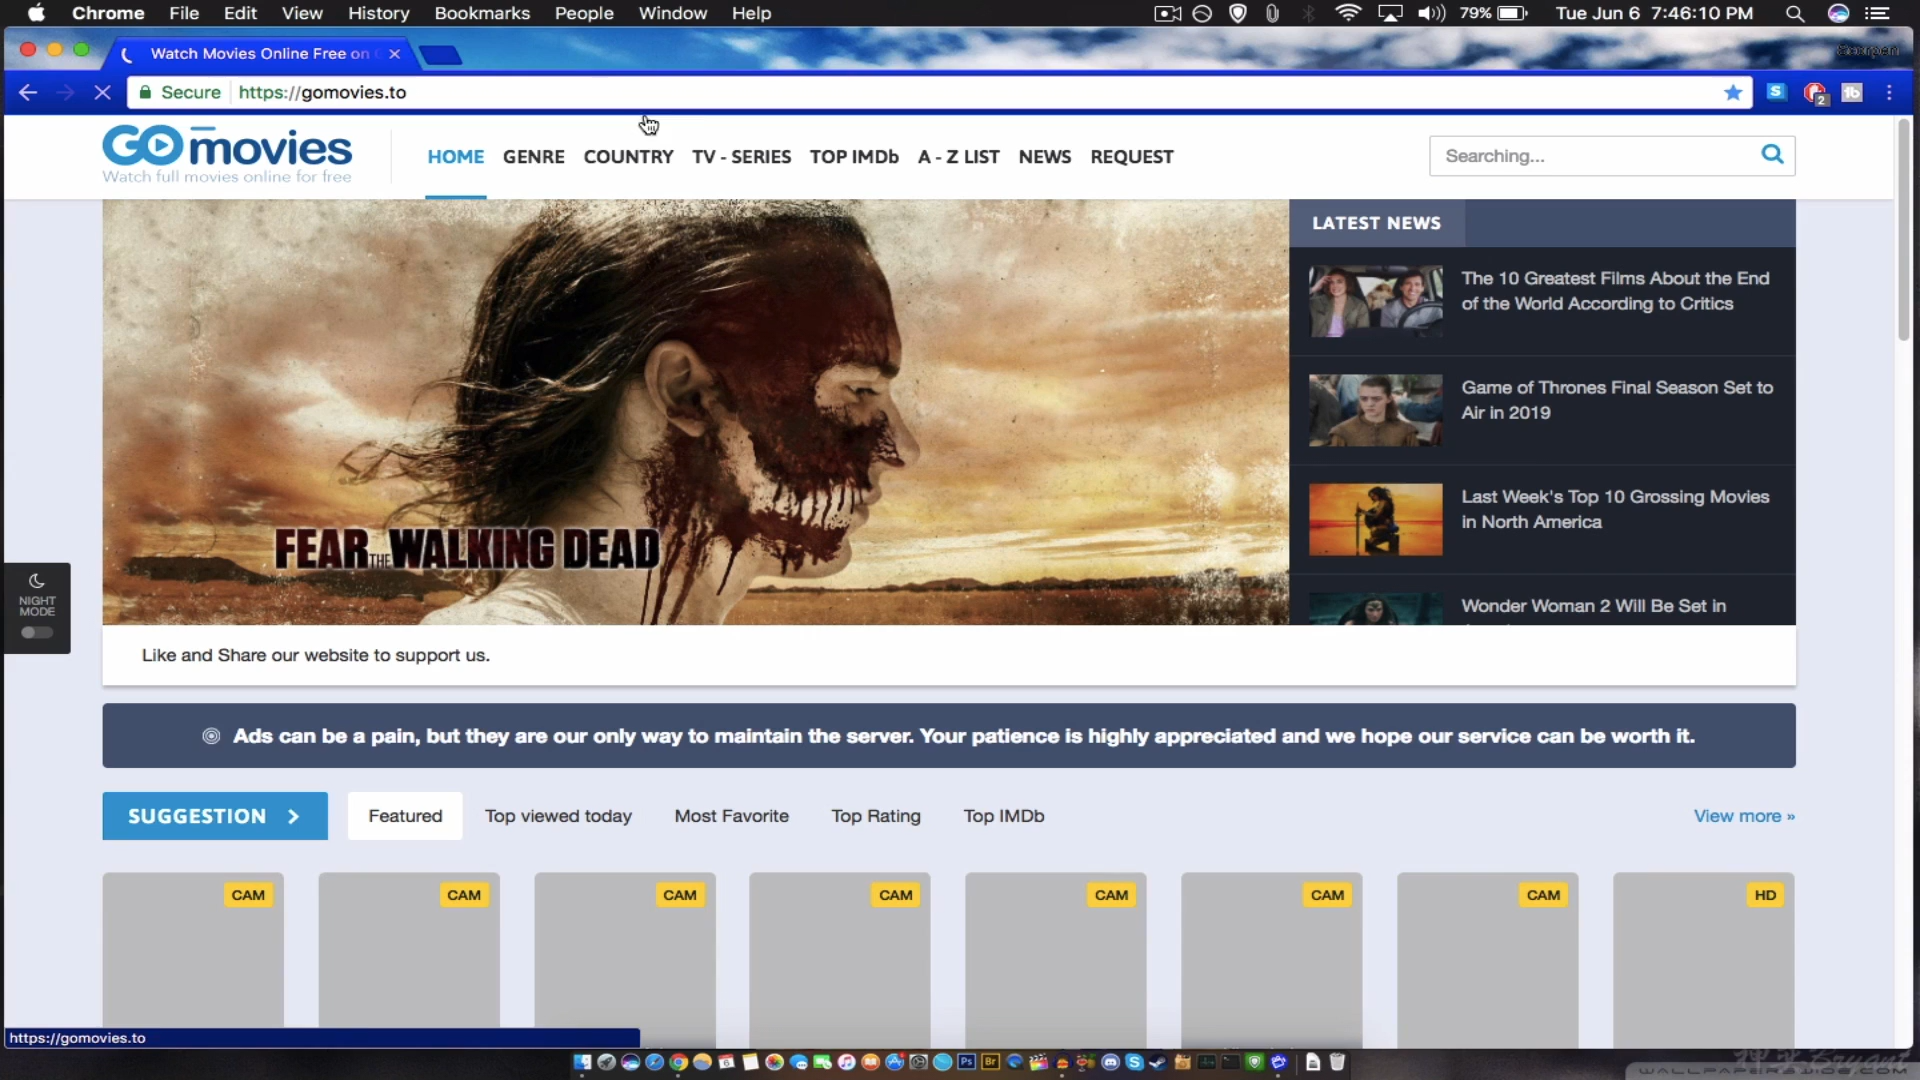 Chrome File Edit View History Bookmarks People Window Help 79% Tue Jun 6 7:46:10 PM
Watch Movies Online Free on
Secure https://gomovies.to
GOmovies
Watch full movies online for free
HOME GENRE COUNTRY TV - SERIES TOP IMDb A - Z LIST NEWS REQUEST
Searching...
LATEST NEWS
The 10 Greatest Films About the End
of the World According to Critics
Game of Thrones Final Season Set to
Air in 2019
Last Week's Top 10 Grossing Movies
in North America
Wonder Woman 2 Will Be Set in
FEAR THE WALKING DEAD
NIGHT
MODE
Like and Share our website to support us.
Ads can be a pain, but they are our only way to maintain the server. Your patience is highly appreciated and we hope our service can be worth it.
SUGGESTION Featured Top viewed today Most Favorite Top Rating Top IMDb View more »
CAM CAM CAM CAM CAM CAM CAM HD
https://gomovies.to
Ps Br